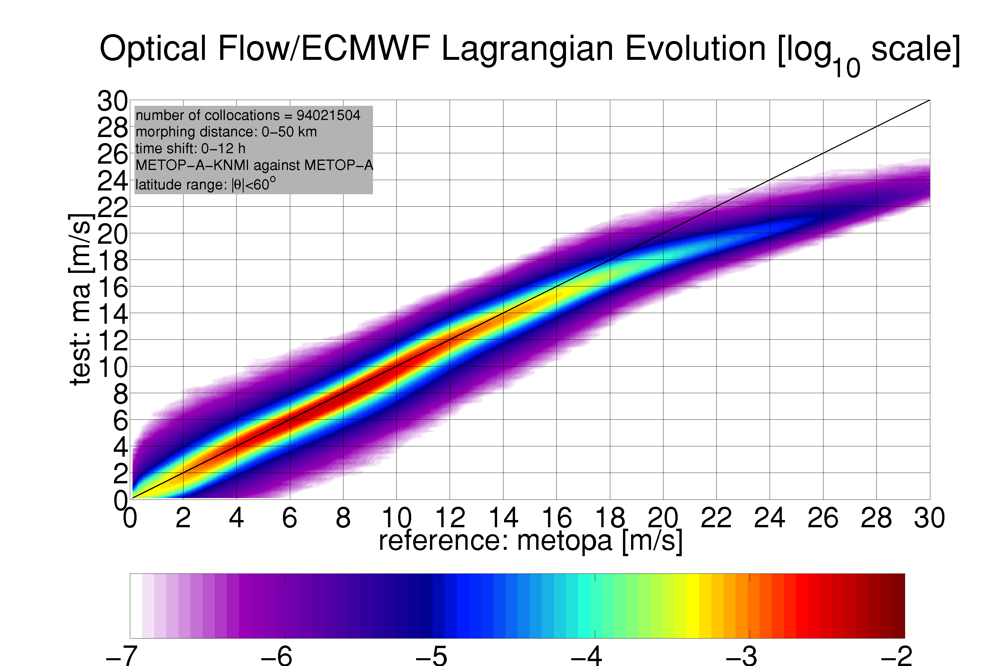 Optical Flow/ECMWF Lagrangian Evolution [log10 scale]
number of collocations = 94021504
morphing distance: 0−50 km
time shift: 0−12 h
METOP−A−KNMI against METOP−A
latitude range: |θ|<60o
30
28
26
24
22
20
18
16
14
12
10
8
6
4
2
0
test: ma [m/s]
0 2 4 6 8 10 12 14 16 18 20 22 24 26 28 30
reference: metopa [m/s]
−7 −6 −5 −4 −3 −2